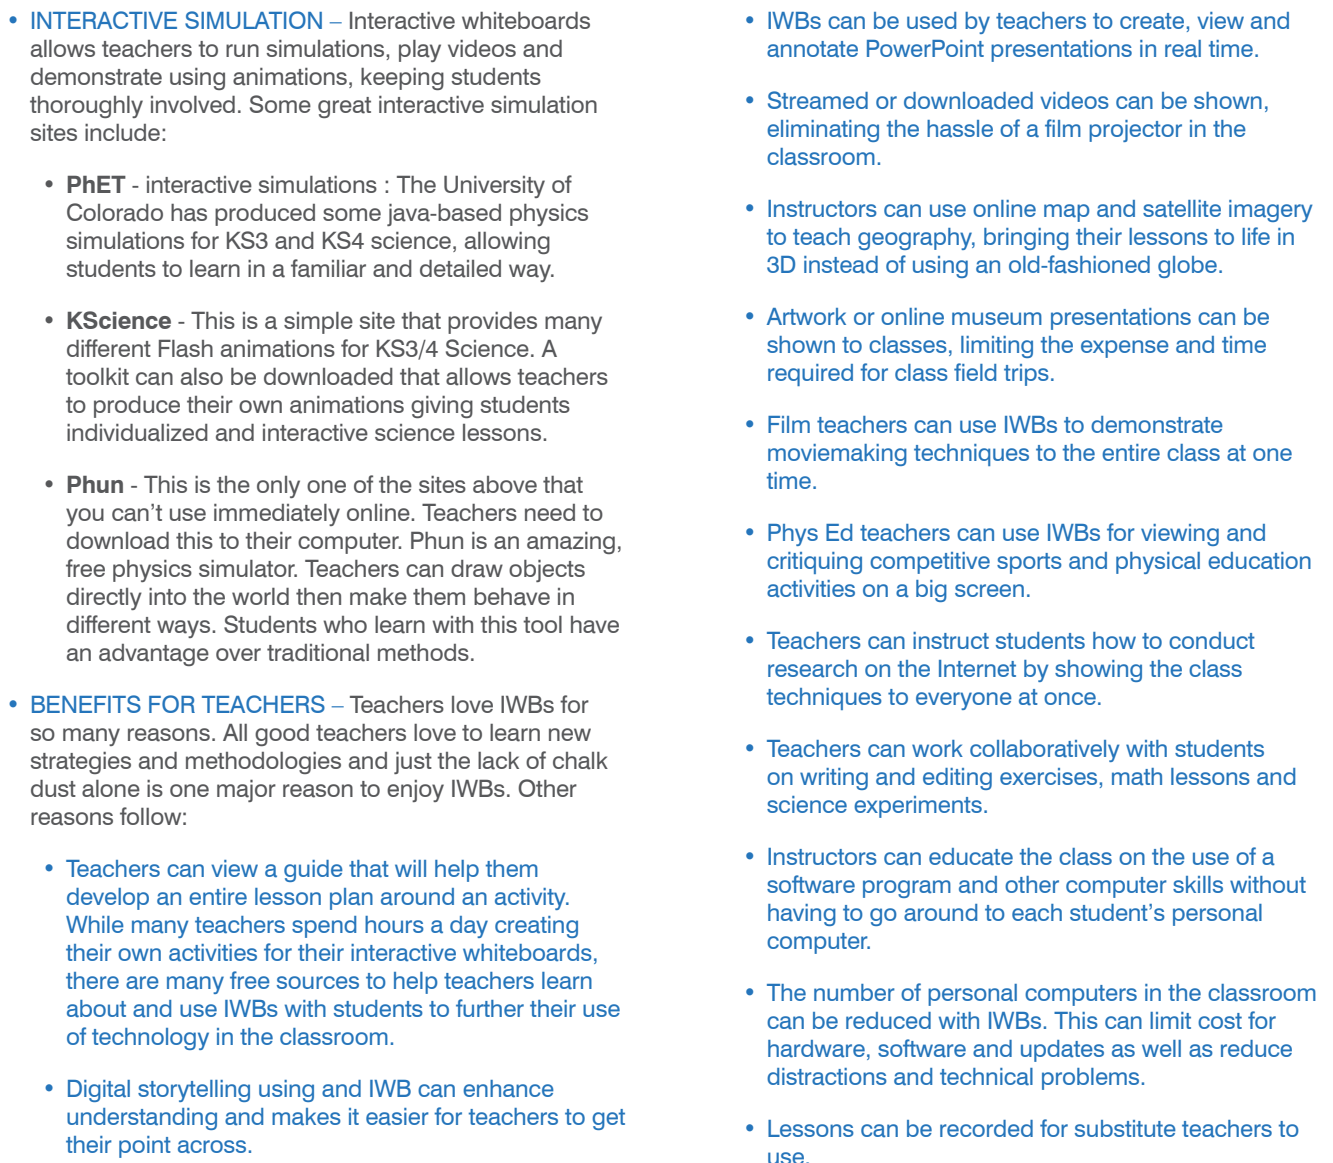 • INTERACTIVE SIMULATION – Interactive whiteboards
allows teachers to run simulations, play videos and
demonstrate using animations, keeping students
thoroughly involved. Some great interactive simulation
sites include:
• PhET - interactive simulations : The University of
Colorado has produced some java-based physics
simulations for KS3 and KS4 science, allowing
students to learn in a familiar and detailed way.
• KScience - This is a simple site that provides many
different Flash animations for KS3/4 Science. A
toolkit can also be downloaded that allows teachers
to produce their own animations giving students
individualized and interactive science lessons.
• Phun - This is the only one of the sites above that
you can’t use immediately online. Teachers need to
download this to their computer. Phun is an amazing,
free physics simulator. Teachers can draw objects
directly into the world then make them behave in
different ways. Students who learn with this tool have
an advantage over traditional methods.
• BENEFITS FOR TEACHERS – Teachers love IWBs for
so many reasons. All good teachers love to learn new
strategies and methodologies and just the lack of chalk
dust alone is one major reason to enjoy IWBs. Other
reasons follow:
• Teachers can view a guide that will help them
develop an entire lesson plan around an activity.
While many teachers spend hours a day creating
their own activities for their interactive whiteboards,
there are many free sources to help teachers learn
about and use IWBs with students to further their use
of technology in the classroom.
• Digital storytelling using and IWB can enhance
understanding and makes it easier for teachers to get
their point across.
• IWBs can be used by teachers to create, view and
annotate PowerPoint presentations in real time.
• Streamed or downloaded videos can be shown,
eliminating the hassle of a film projector in the
classroom.
• Instructors can use online map and satellite imagery
to teach geography, bringing their lessons to life in
3D instead of using an old-fashioned globe.
• Artwork or online museum presentations can be
shown to classes, limiting the expense and time
required for class field trips.
• Film teachers can use IWBs to demonstrate
moviemaking techniques to the entire class at one
time.
• Phys Ed teachers can use IWBs for viewing and
critiquing competitive sports and physical education
activities on a big screen.
• Teachers can instruct students how to conduct
research on the Internet by showing the class
techniques to everyone at once.
• Teachers can work collaboratively with students
on writing and editing exercises, math lessons and
science experiments.
• Instructors can educate the class on the use of a
software program and other computer skills without
having to go around to each student’s personal
computer.
• The number of personal computers in the classroom
can be reduced with IWBs. This can limit cost for
hardware, software and updates as well as reduce
distractions and technical problems.
• Lessons can be recorded for substitute teachers to
use.